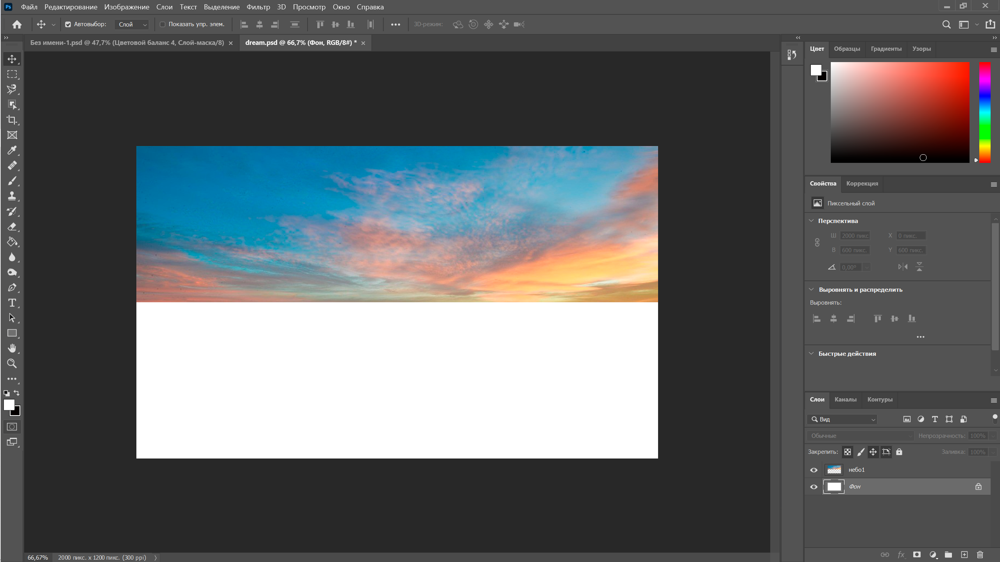 Ps Файл Редактирование Изображение Слои Текст Выделение Фильтр 3D Просмотр Окно Справка
Автовыбор: Слой Показать упр. элем. 3D-режим:
Без имени-1.psd @ 47,7% (Цветовой баланс 4, Слой-маска/8) × dream.psd @ 66,7% (Фон, RGB/8#) * ×
Цвет Образцы Градиенты Узоры
Свойства Коррекция
Пиксельный слой
Перспектива
Ш 2000 пикс X 0 пикс.
В 600 пикс. Y 600 пикс.
0,00°
Выровнять и распределить
Выровнять:
Быстрые действия
Слои Каналы Контуры
Вид
Обычные Непрозрачность: 100%
Закрепить: Заливка: 100%
небо1
Фон
fx
66,67% 2000 пикс. x 1200 пикс. (300 ppi)